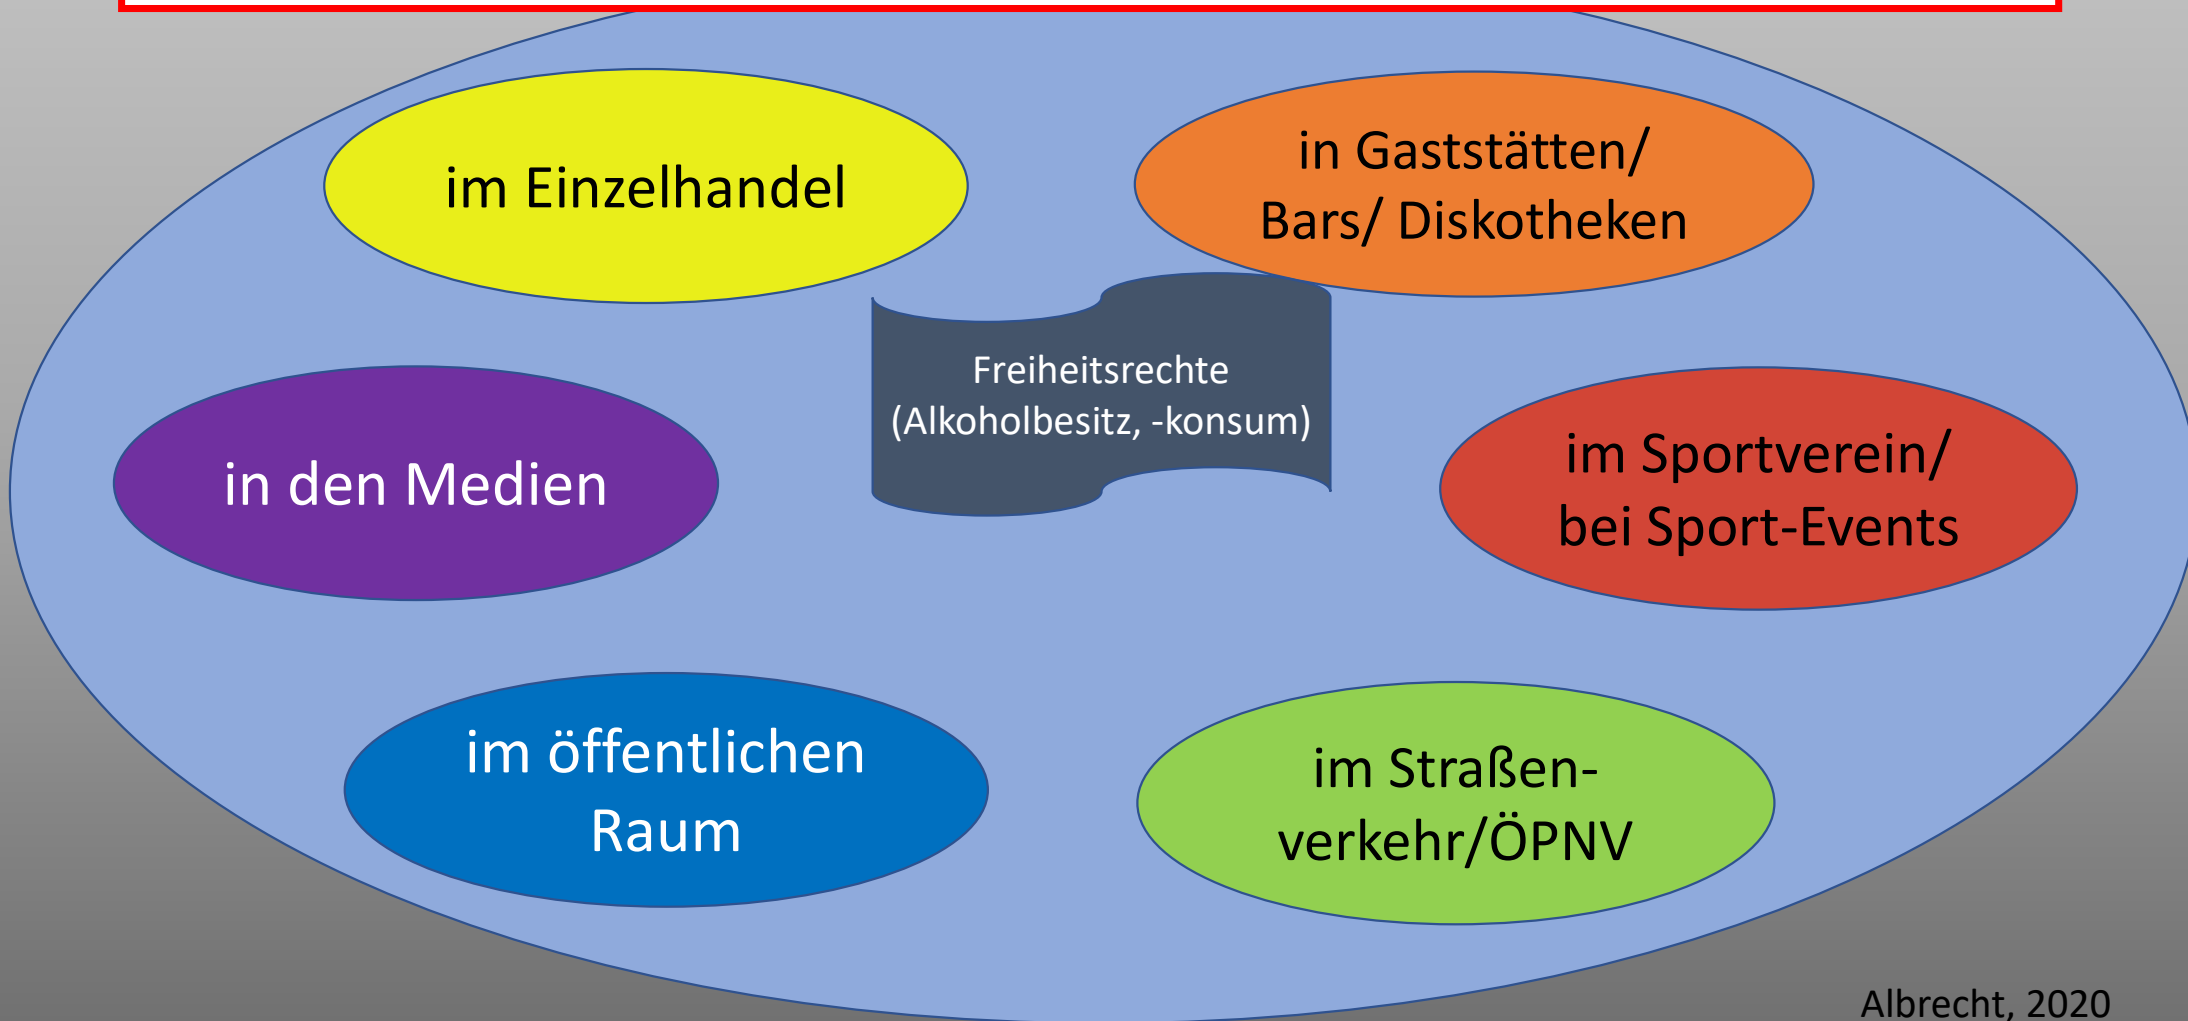 im Einzelhandel
in Gaststätten/
Bars/ Diskotheken
Freiheitsrechte
(Alkoholbesitz, -konsum)
in den Medien
im Sportverein/
bei Sport-Events
im öffentlichen
Raum
im Straßen-
verkehr/ÖPNV
Albrecht, 2020